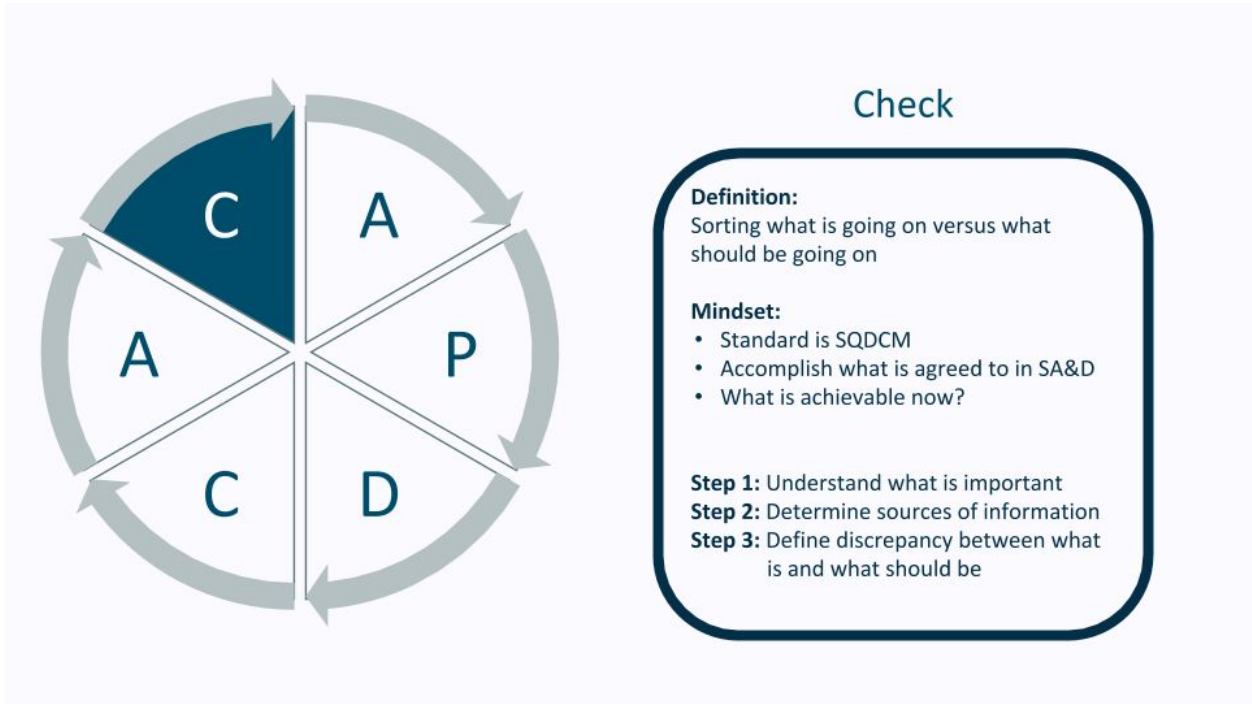 C
A
P
D
C
A
Check
Definition:
Sorting what is going on versus what
should be going on
Mindset:
• Standard is SQDCM
• Accomplish what is agreed to in SA&D
• What is achievable now?
Step 1: Understand what is important
Step 2: Determine sources of information
Step 3: Define discrepancy between what
is and what should be